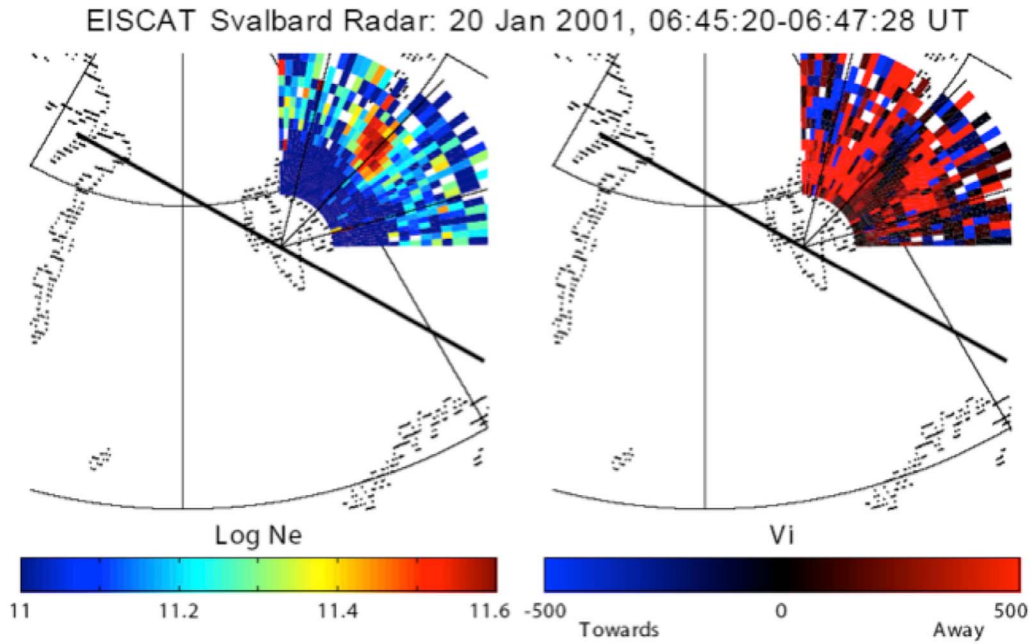 EISCAT Svalbard Radar: 20 Jan 2001, 06:45:20-06:47:28 UT
Log Ne
11 11.2 11.4 11.6
Vi
-500 0 500
Towards Away